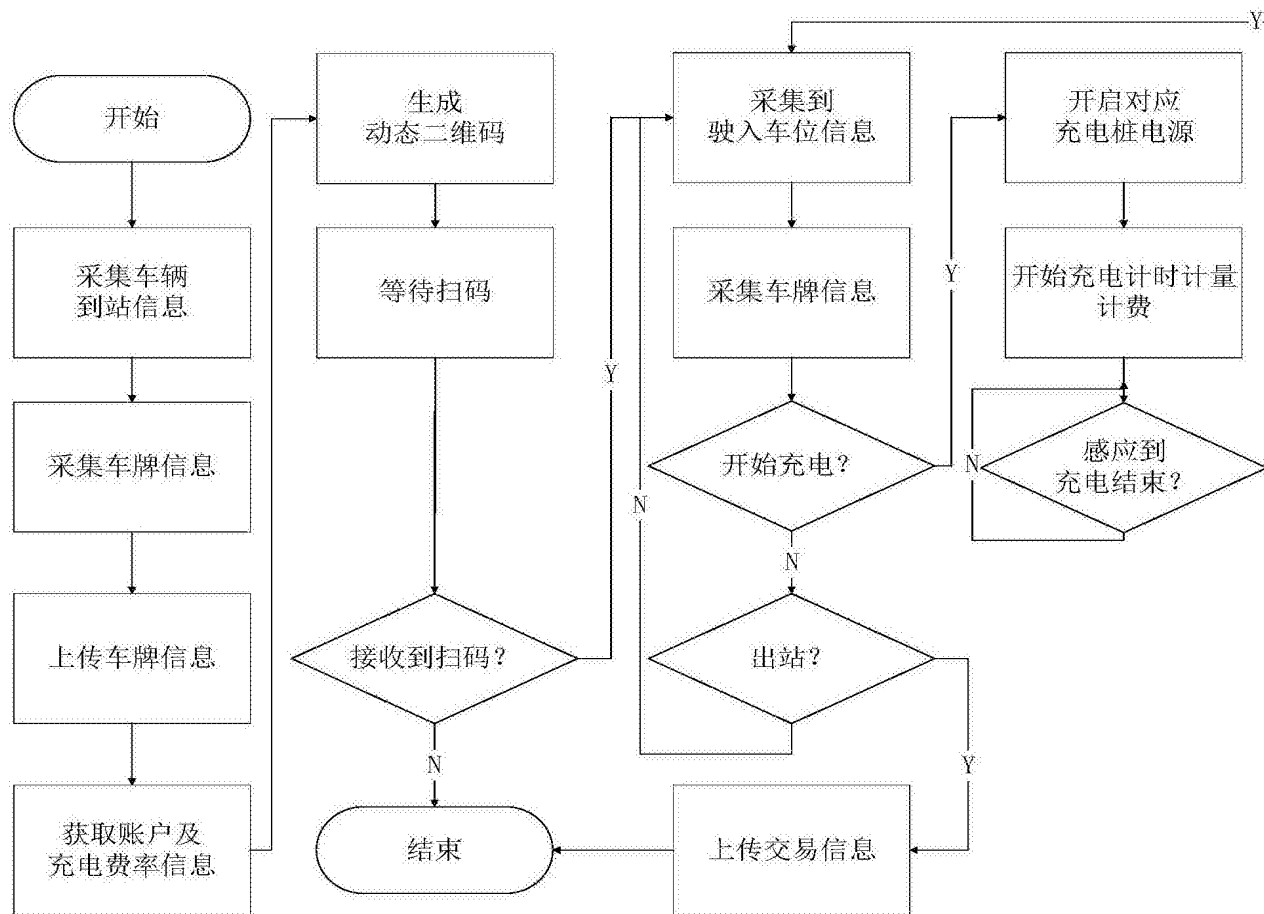 开始
采集车辆
到站信息
采集车牌信息
上传车牌信息
获取账户及
充电费率信息
生成
动态二维码
等待扫码
接收到扫码?
N
结束
Y
采集到
驶入车位信息
采集车牌信息
开始充电?
N
出站?
N
Y
上传交易信息
Y
开启对应
充电桩电源
开始充电计时计量
计费
感应到
充电结束?
N
Y